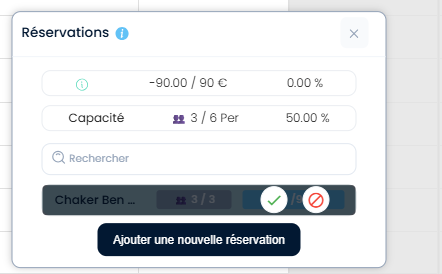 Réservations
-90.00 / 90 € 0.00 %
Capacité 3 / 6 Per 50.00 %
Rechercher
Chaker Ben ... 3 / 3
Ajouter une nouvelle réservation